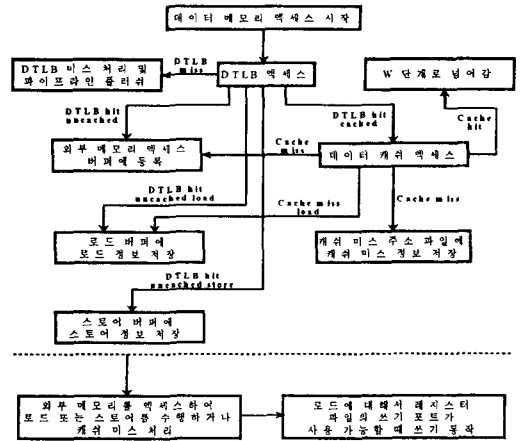 데이터 메모리 액세스 시작
DTLB 미스 처리 및
파이프라인 플러쉬
DTLB
miss
DTLB 액세스
W 단계로 넘어감
DTLB hit
uncached
DTLB hit
cached
Cache
hit
외부 메모리 액세스
버퍼에 등록
Cache
miss
데이터 캐쉬 액세스
DTLB hit
uncached load
Cache miss
load
Cache miss
로드 버퍼에
로드 정보 저장
캐쉬 미스 주소 파일에
캐쉬 미스 정보 저장
DTLB hit
uncached store
스토어 버퍼에
스토어 정보 저장
외부 메모리를 액세스하여
로드 또는 스토어를 수행하거나
캐쉬 미스 처리
로드에 대해서 레지스터
파일의 쓰기 포트가
사용 가능할 때 쓰기 동작